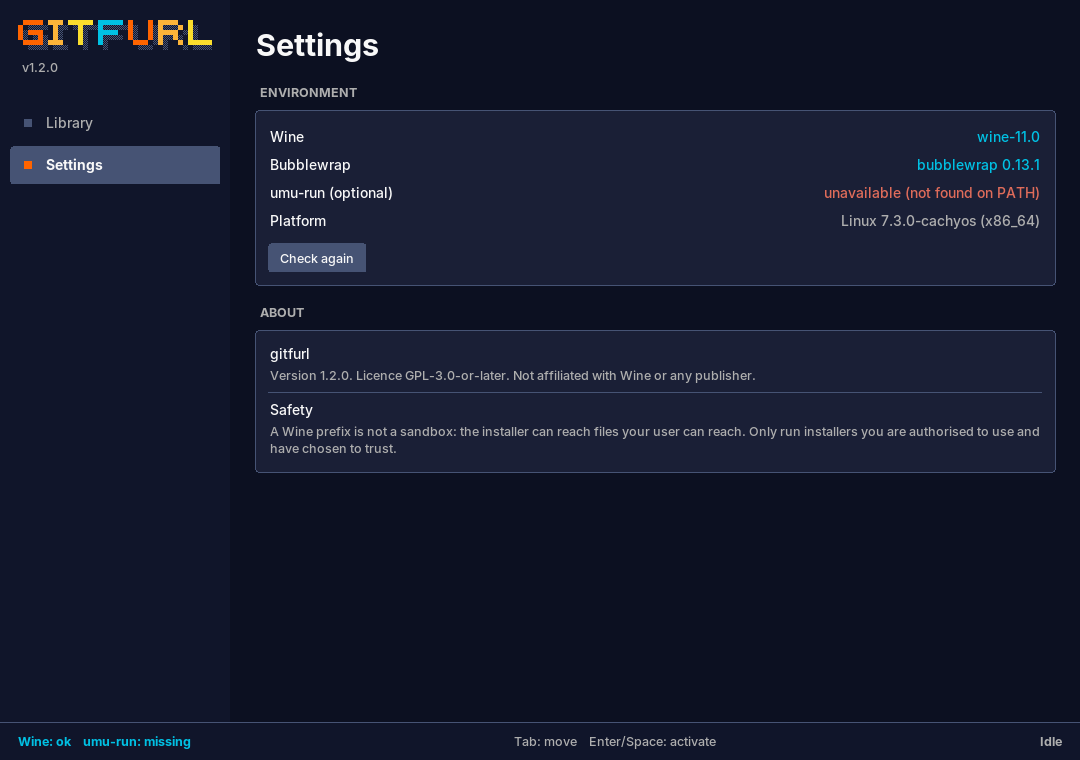 GITFURL
v1.2.0
Library
Settings
Settings
ENVIRONMENT
Wine wine-11.0
Bubblewrap bubblewrap 0.13.1
umu-run (optional) unavailable (not found on PATH)
Platform Linux 7.3.0-cachyos (x86_64)
Check again
ABOUT
gitfurl
Version 1.2.0. Licence GPL-3.0-or-later. Not affiliated with Wine or any publisher.
Safety
A Wine prefix is not a sandbox: the installer can reach files your user can reach. Only run installers you are authorised to use and
have chosen to trust.
Wine: ok umu-run: missing Tab: move Enter/Space: activate Idle